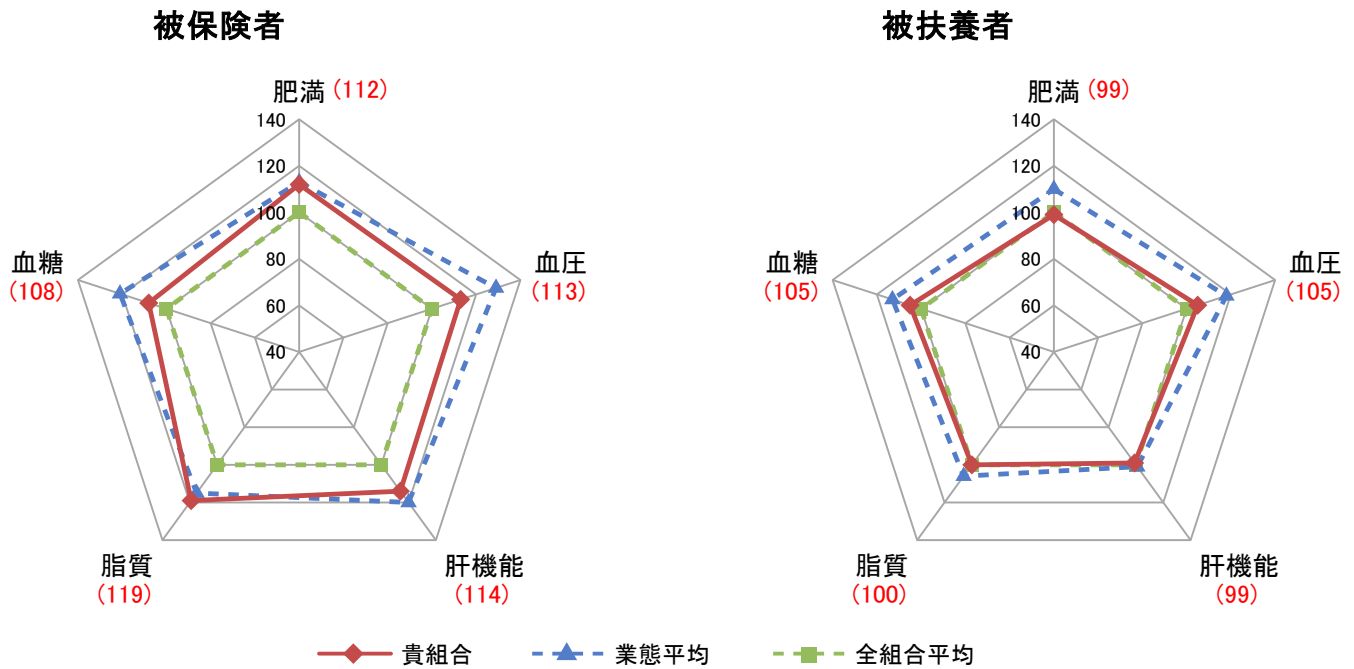 被保険者
肥満(112)
140
120
100
80
60
40
血圧
(113)
肝機能
(114)
脂質
(119)
血糖
(108)
被扶養者
肥満(99)
140
120
100
80
60
40
血圧
(105)
肝機能
(99)
脂質
(100)
血糖
(105)
貴組合 業態平均 全組合平均